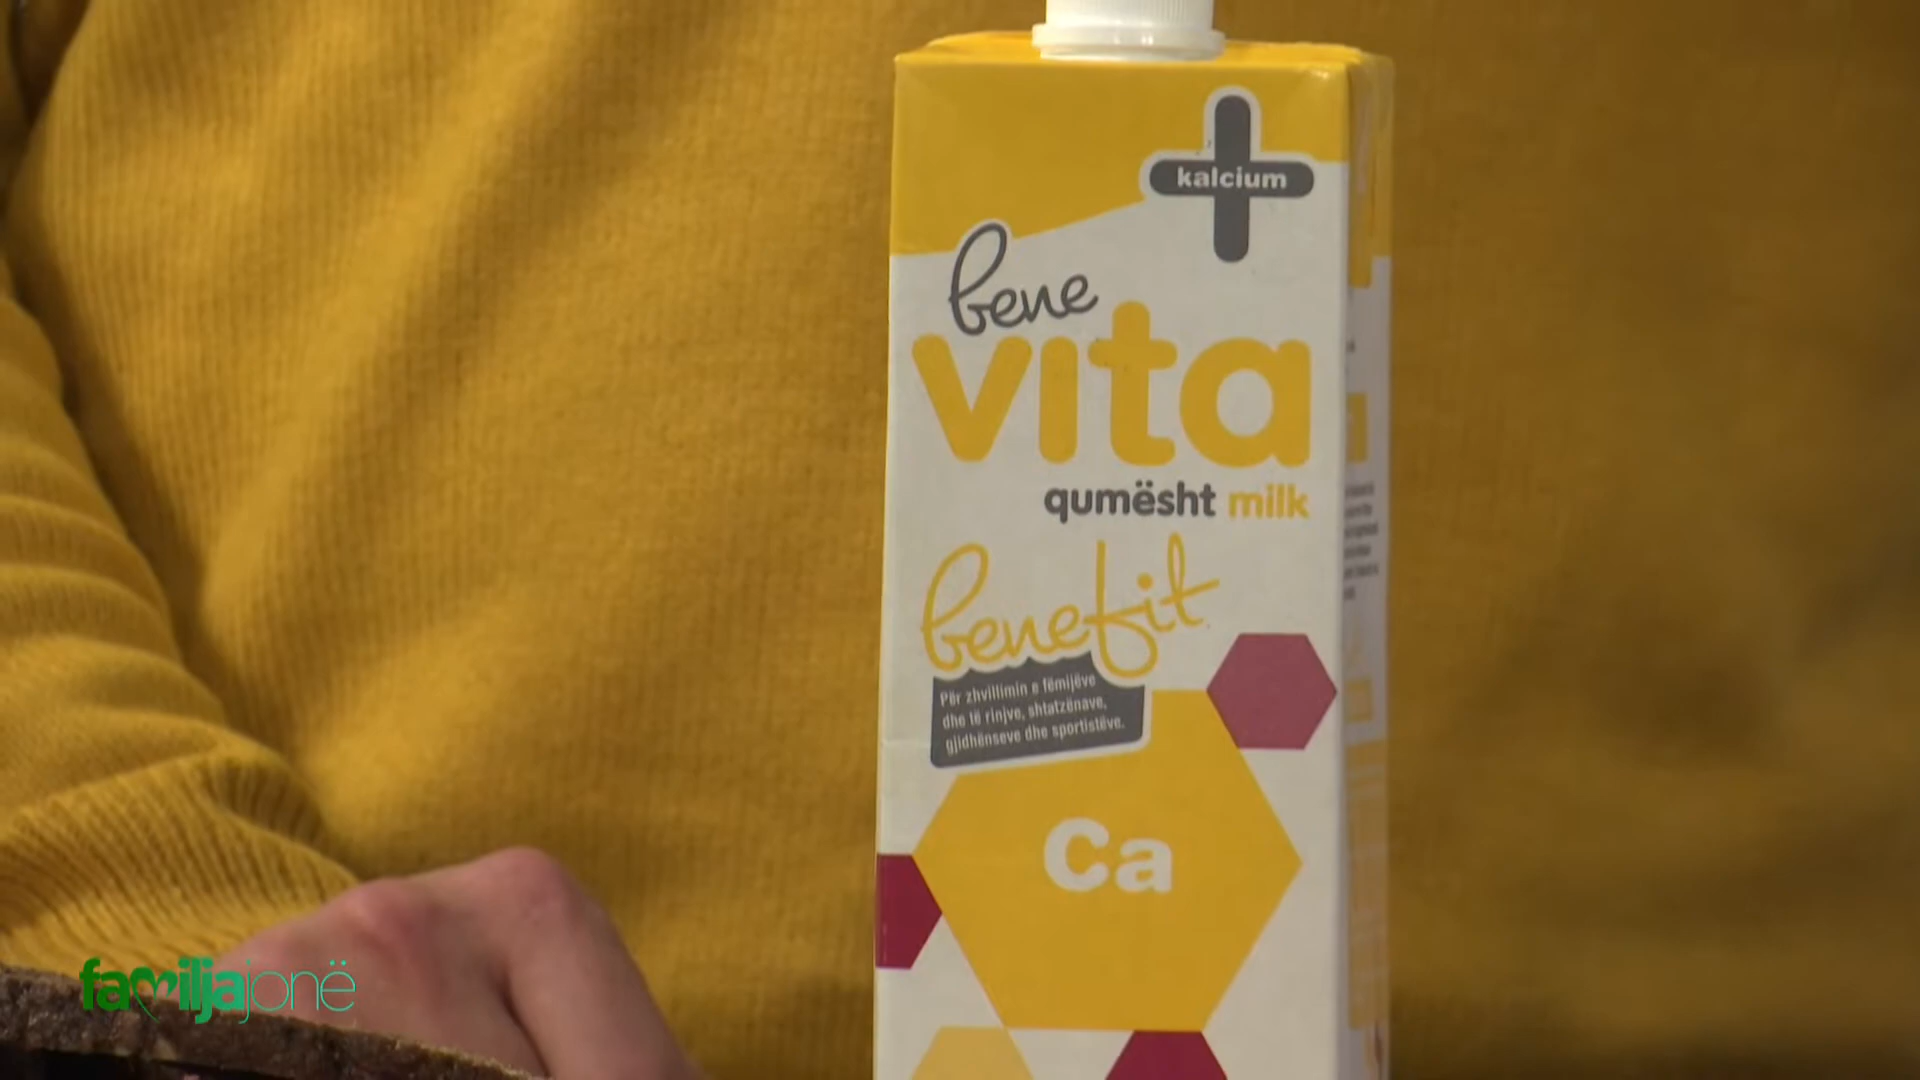 kalcium
bene
vita
qumësht milk
benefit
Për zhvillimin e fëmijëve
dhe të rinjve, shtatzënave,
gjidhënseve dhe sportistëve.
Ca
familjajonë